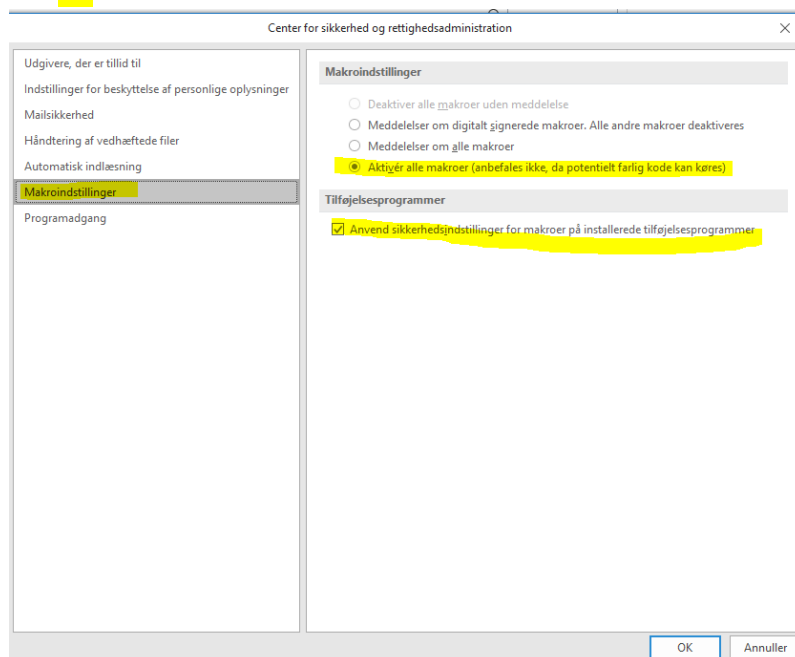 Center for sikkerhed og rettighedsadministration
Udgivere, der er tillid til
Indstillinger for beskyttelse af personlige oplysninger
Mailsikkerhed
Håndtering af vedhæftede filer
Automatisk indlæsning
Makroindstillinger
Programadgang
Makroindstillinger
Deaktiver alle makroer uden meddelelse
Meddelelser om digitalt signerede makroer. Alle andre makroer deaktiveres
Meddelelser om alle makroer
Aktivér alle makroer (anbefales ikke, da potentielt farlig kode kan køres)
Tilføjelsesprogrammer
Anvend sikkerhedsindstillinger for makroer på installerede tilføjelsesprogrammer
OK
Annuller